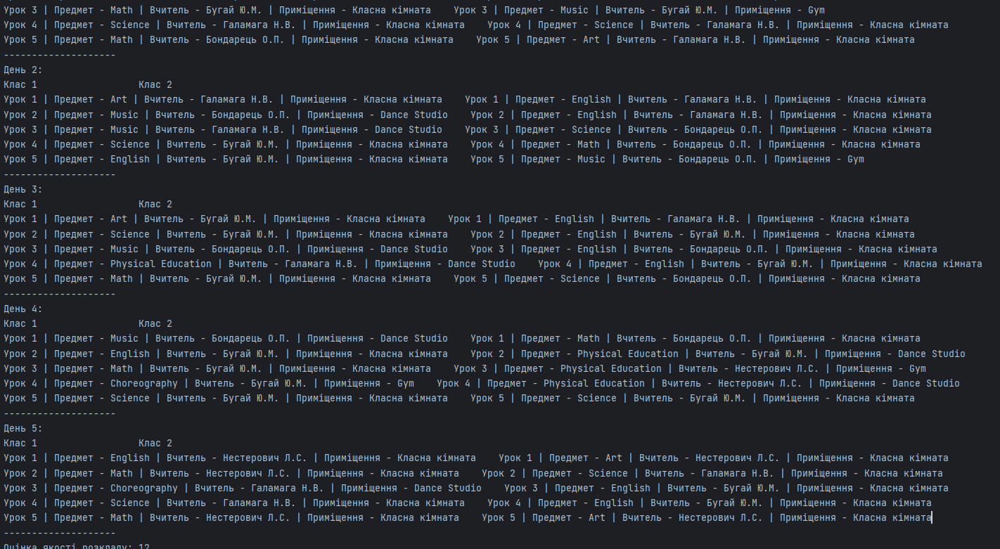 Урок 3 | Предмет - Math | Вчитель - Бугай Ю.М. | Приміщення - Класна кімната    Урок 3 | Предмет - Music | Вчитель - Бугай Ю.М. | Приміщення - Gym
Урок 4 | Предмет - Science | Вчитель - Галамага Н.В. | Приміщення - Класна кімната    Урок 4 | Предмет - Science | Вчитель - Галамага Н.В. | Приміщення - Класна кімната
Урок 5 | Предмет - Math | Вчитель - Бондарець О.П. | Приміщення - Класна кімната    Урок 5 | Предмет - Art | Вчитель - Галамага Н.В. | Приміщення - Класна кімната
--------------------
День 2:
Клас 1                  Клас 2
Урок 1 | Предмет - Art | Вчитель - Галамага Н.В. | Приміщення - Класна кімната    Урок 1 | Предмет - English | Вчитель - Галамага Н.В. | Приміщення - Класна кімната
Урок 2 | Предмет - Music | Вчитель - Бондарець О.П. | Приміщення - Dance Studio    Урок 2 | Предмет - English | Вчитель - Галамага Н.В. | Приміщення - Класна кімната
Урок 3 | Предмет - Music | Вчитель - Галамага Н.В. | Приміщення - Dance Studio    Урок 3 | Предмет - Science | Вчитель - Бондарець О.П. | Приміщення - Класна кімната
Урок 4 | Предмет - Science | Вчитель - Бугай Ю.М. | Приміщення - Класна кімната    Урок 4 | Предмет - Math | Вчитель - Бондарець О.П. | Приміщення - Класна кімната
Урок 5 | Предмет - English | Вчитель - Бугай Ю.М. | Приміщення - Класна кімната    Урок 5 | Предмет - Music | Вчитель - Бондарець О.П. | Приміщення - Gym
--------------------
День 3:
Клас 1                  Клас 2
Урок 1 | Предмет - Art | Вчитель - Бугай Ю.М. | Приміщення - Класна кімната    Урок 1 | Предмет - English | Вчитель - Галамага Н.В. | Приміщення - Класна кімната
Урок 2 | Предмет - Science | Вчитель - Бугай Ю.М. | Приміщення - Класна кімната    Урок 2 | Предмет - English | Вчитель - Бугай Ю.М. | Приміщення - Класна кімната
Урок 3 | Предмет - Music | Вчитель - Бондарець О.П. | Приміщення - Dance Studio    Урок 3 | Предмет - English | Вчитель - Бондарець О.П. | Приміщення - Класна кімната
Урок 4 | Предмет - Physical Education | Вчитель - Галамага Н.В. | Приміщення - Dance Studio    Урок 4 | Предмет - English | Вчитель - Бугай Ю.М. | Приміщення - Класна кімната
Урок 5 | Предмет - Math | Вчитель - Бугай Ю.М. | Приміщення - Класна кімната    Урок 5 | Предмет - Science | Вчитель - Бондарець О.П. | Приміщення - Класна кімната
--------------------
День 4:
Клас 1                  Клас 2
Урок 1 | Предмет - Music | Вчитель - Бондарець О.П. | Приміщення - Dance Studio    Урок 1 | Предмет - Math | Вчитель - Бондарець О.П. | Приміщення - Класна кімната
Урок 2 | Предмет - English | Вчитель - Бугай Ю.М. | Приміщення - Класна кімната    Урок 2 | Предмет - Physical Education | Вчитель - Бугай Ю.М. | Приміщення - Dance Studio
Урок 3 | Предмет - Math | Вчитель - Бугай Ю.М. | Приміщення - Класна кімната    Урок 3 | Предмет - Physical Education | Вчитель - Нестерович Л.С. | Приміщення - Gym
Урок 4 | Предмет - Choreography | Вчитель - Бугай Ю.М. | Приміщення - Gym    Урок 4 | Предмет - Physical Education | Вчитель - Нестерович Л.С. | Приміщення - Dance Studio
Урок 5 | Предмет - Science | Вчитель - Бугай Ю.М. | Приміщення - Класна кімната    Урок 5 | Предмет - Science | Вчитель - Бугай Ю.М. | Приміщення - Класна кімната
--------------------
День 5:
Клас 1                  Клас 2
Урок 1 | Предмет - English | Вчитель - Нестерович Л.С. | Приміщення - Класна кімната    Урок 1 | Предмет - Art | Вчитель - Нестерович Л.С. | Приміщення - Класна кімната
Урок 2 | Предмет - Math | Вчитель - Нестерович Л.С. | Приміщення - Класна кімната    Урок 2 | Предмет - Science | Вчитель - Галамага Н.В. | Приміщення - Класна кімната
Урок 3 | Предмет - Choreography | Вчитель - Галамага Н.В. | Приміщення - Dance Studio    Урок 3 | Предмет - English | Вчитель - Бугай Ю.М. | Приміщення - Класна кімната
Урок 4 | Предмет - Science | Вчитель - Галамага Н.В. | Приміщення - Класна кімната    Урок 4 | Предмет - English | Вчитель - Бугай Ю.М. | Приміщення - Класна кімната
Урок 5 | Предмет - Math | Вчитель - Нестерович Л.С. | Приміщення - Класна кімната    Урок 5 | Предмет - Art | Вчитель - Нестерович Л.С. | Приміщення - Класна кімната
--------------------
Оцінка якості розкладу: 12